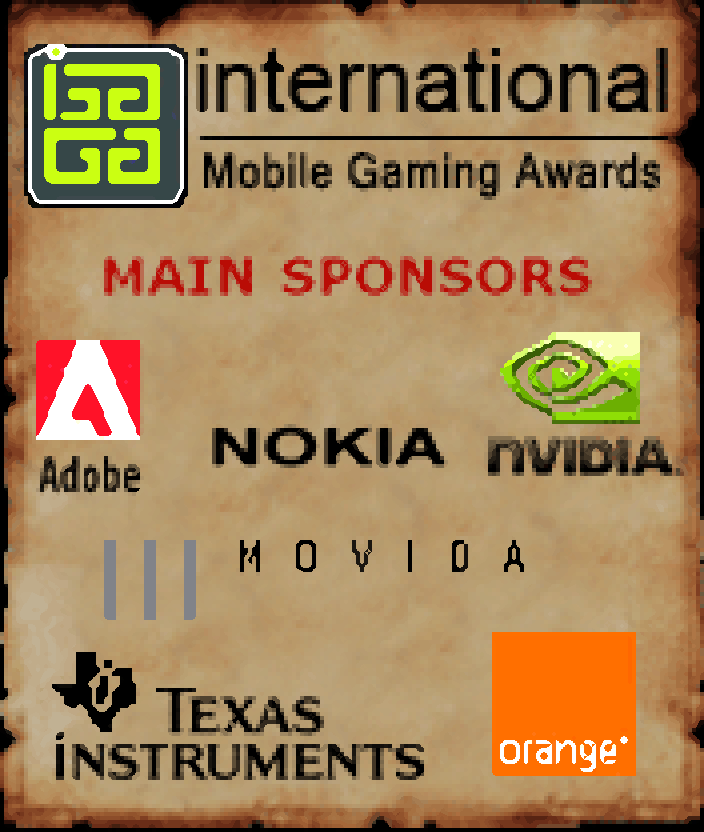 international
Mobile Gaming Awards
MAIN SPONSORS
Adobe
NOKIA
NVIDIA.
MOVIDA
TEXAS
INSTRUMENTS
orange